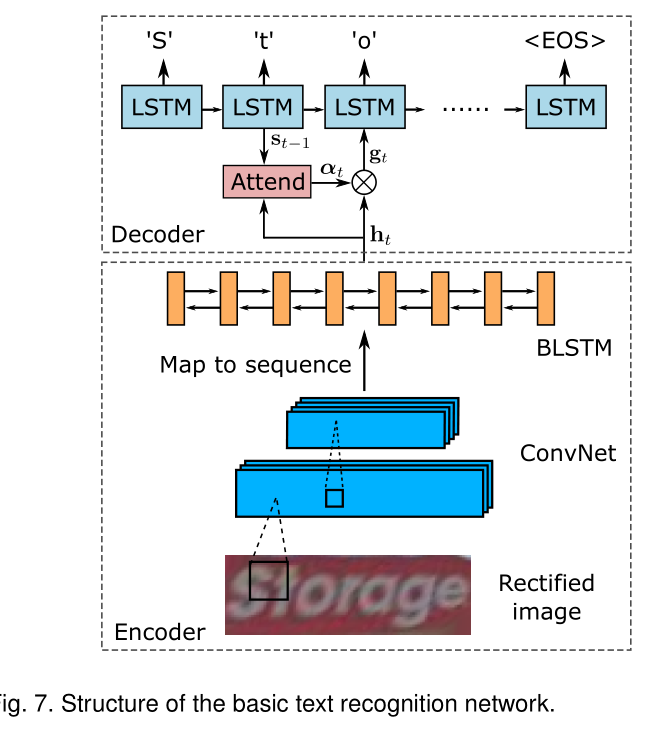 'S' 't' 'o' <EOS>
LSTM LSTM LSTM ...... LSTM
s_{t−1}
g_t
Attend α_t
Decoder h_t
BLSTM
Map to sequence
ConvNet
Storage
Rectified
image
Encoder
ig. 7. Structure of the basic text recognition network.